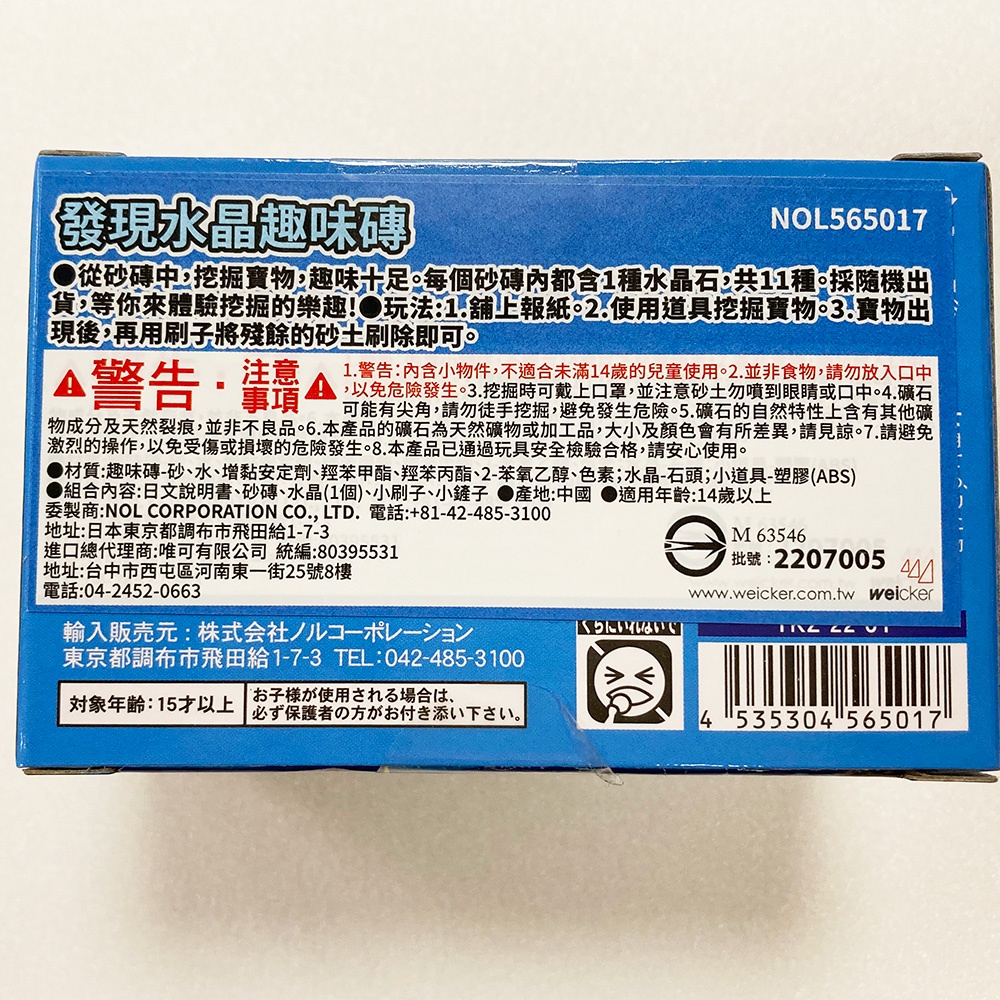 發現水晶趣味磚
NOL565017
●從砂磚中,挖掘寶物,趣味十足。每個砂磚內都含1種水晶石,共11種。採隨機出
貨,等你來體驗挖掘的樂趣!●玩法:1.舖上報紙。2.使用道具挖掘寶物。3.寶物出
現後,再用刷子將殘餘的砂土刷除即可。
警告·注意事項
1.警告:內含小物件,不適合未滿14歲的兒童使用。2.並非食物,請勿放入口中
,以免危險發生。3.挖掘時可戴上口罩,並注意砂土勿噴到眼睛或口中。4.礦石
可能有尖角,請勿徒手挖掘,避免發生危險。5.礦石的自然特性上含有其他礦
物成分及天然裂痕,並非不良品。6.本產品的礦石為天然礦物或加工品,大小及顏色會有所差異,請見諒。7.請避免
激烈的操作,以免受傷或損壞的危險發生。8.本產品已通過玩具安全檢驗合格,請安心使用。
●材質:趣味磚-砂、水、增黏安定劑、羥苯甲酯、羥苯丙酯、2-苯氧乙醇、色素;水晶-石頭;小道具-塑膠(ABS)
●組合內容:日文說明書、砂磚、水晶(1個)、小刷子、小鏟子 ●產地:中國 ●適用年齡:14歲以上
委製商:NOL CORPORATION CO., LTD. 電話:+81-42-485-3100
地址:日本東京都調布市飛田給1-7-3
進口總代理商:唯可有限公司 統編:80395531
地址:台中市西屯區河南東一街25號8樓
電話:04-2452-0663
M 63546
批號:2207005
www.weicker.com.tw weicker
輸入販売元:株式会社ノルコーポレーション
東京都調布市飛田給1-7-3 TEL:042-485-3100
対象年齢:15才以上
お子様が使用される場合は、
必ず保護者の方がお付き添い下さい。
4 535304 565017